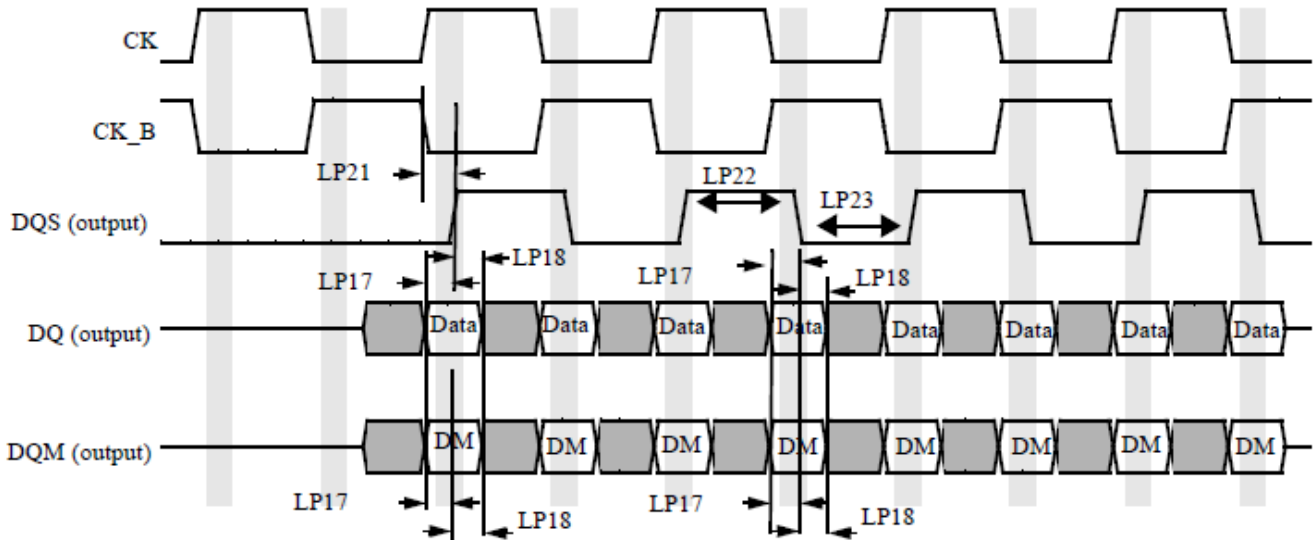 CK
CK_B
LP21
LP22
DQS (output)
LP23
LP18
LP17
LP17
LP18
DQ (output)
Data Data Data Data Data Data Data Data
DQM (output)
DM DM DM DM DM DM DM DM
LP17
LP18
LP17
LP18